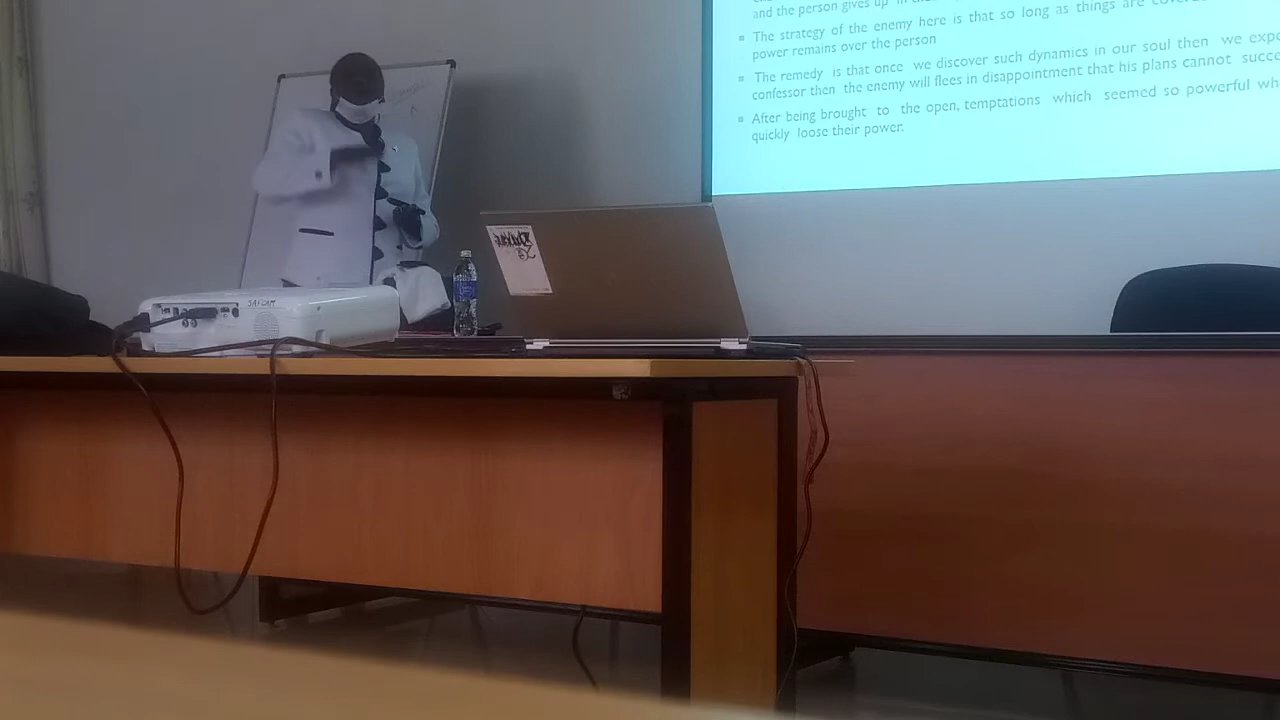 and the person gives up in
The strategy of the enemy here is that so long as things are
power remains over the person
The remedy is that once we discover such dynamics in our soul then we
confessor then the enemy will flees in disappointment that his plans cannot
After being brought to the open, temptations which seemed so powerful
quickly loose their power.